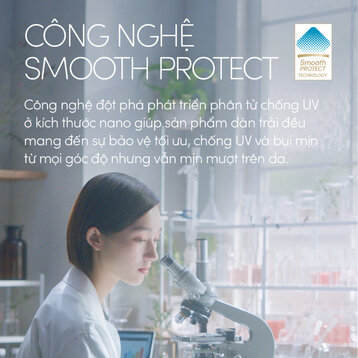 CÔNG NGHỆ
SMOOTH PROTECT
Smooth
PROTECT
TECHNOLOGY
Công nghệ đột phá phát triển phân tử chống UV
ở kích thước nano giúp sản phẩm dàn trải đều
mang đến sự bảo vệ tối ưu, chống UV và bụi mịn
từ mọi góc độ nhưng vẫn mịn mượt trên da.